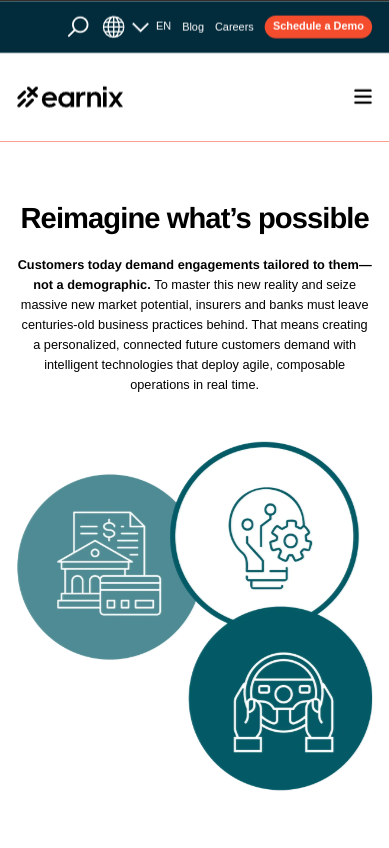 EN Blog Careers Schedule a Demo
earnix
Reimagine what’s possible
Customers today demand engagements tailored to them—
not a demographic. To master this new reality and seize
massive new market potential, insurers and banks must leave
centuries-old business practices behind. That means creating
a personalized, connected future customers demand with
intelligent technologies that deploy agile, composable
operations in real time.
$